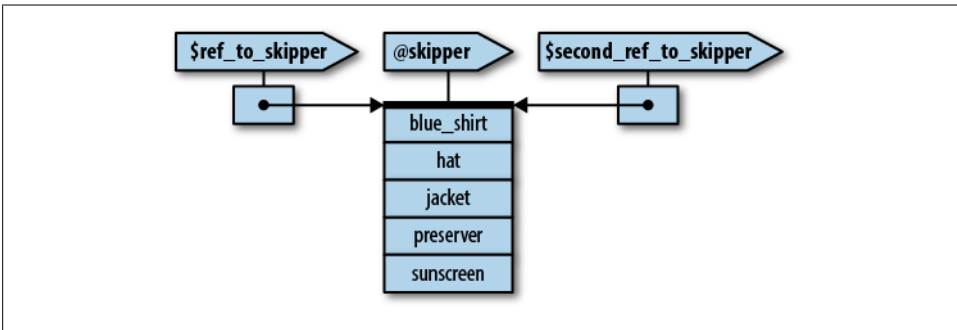 $ref_to_skipper
@skipper
$second_ref_to_skipper
blue_shirt
hat
jacket
preserver
sunscreen